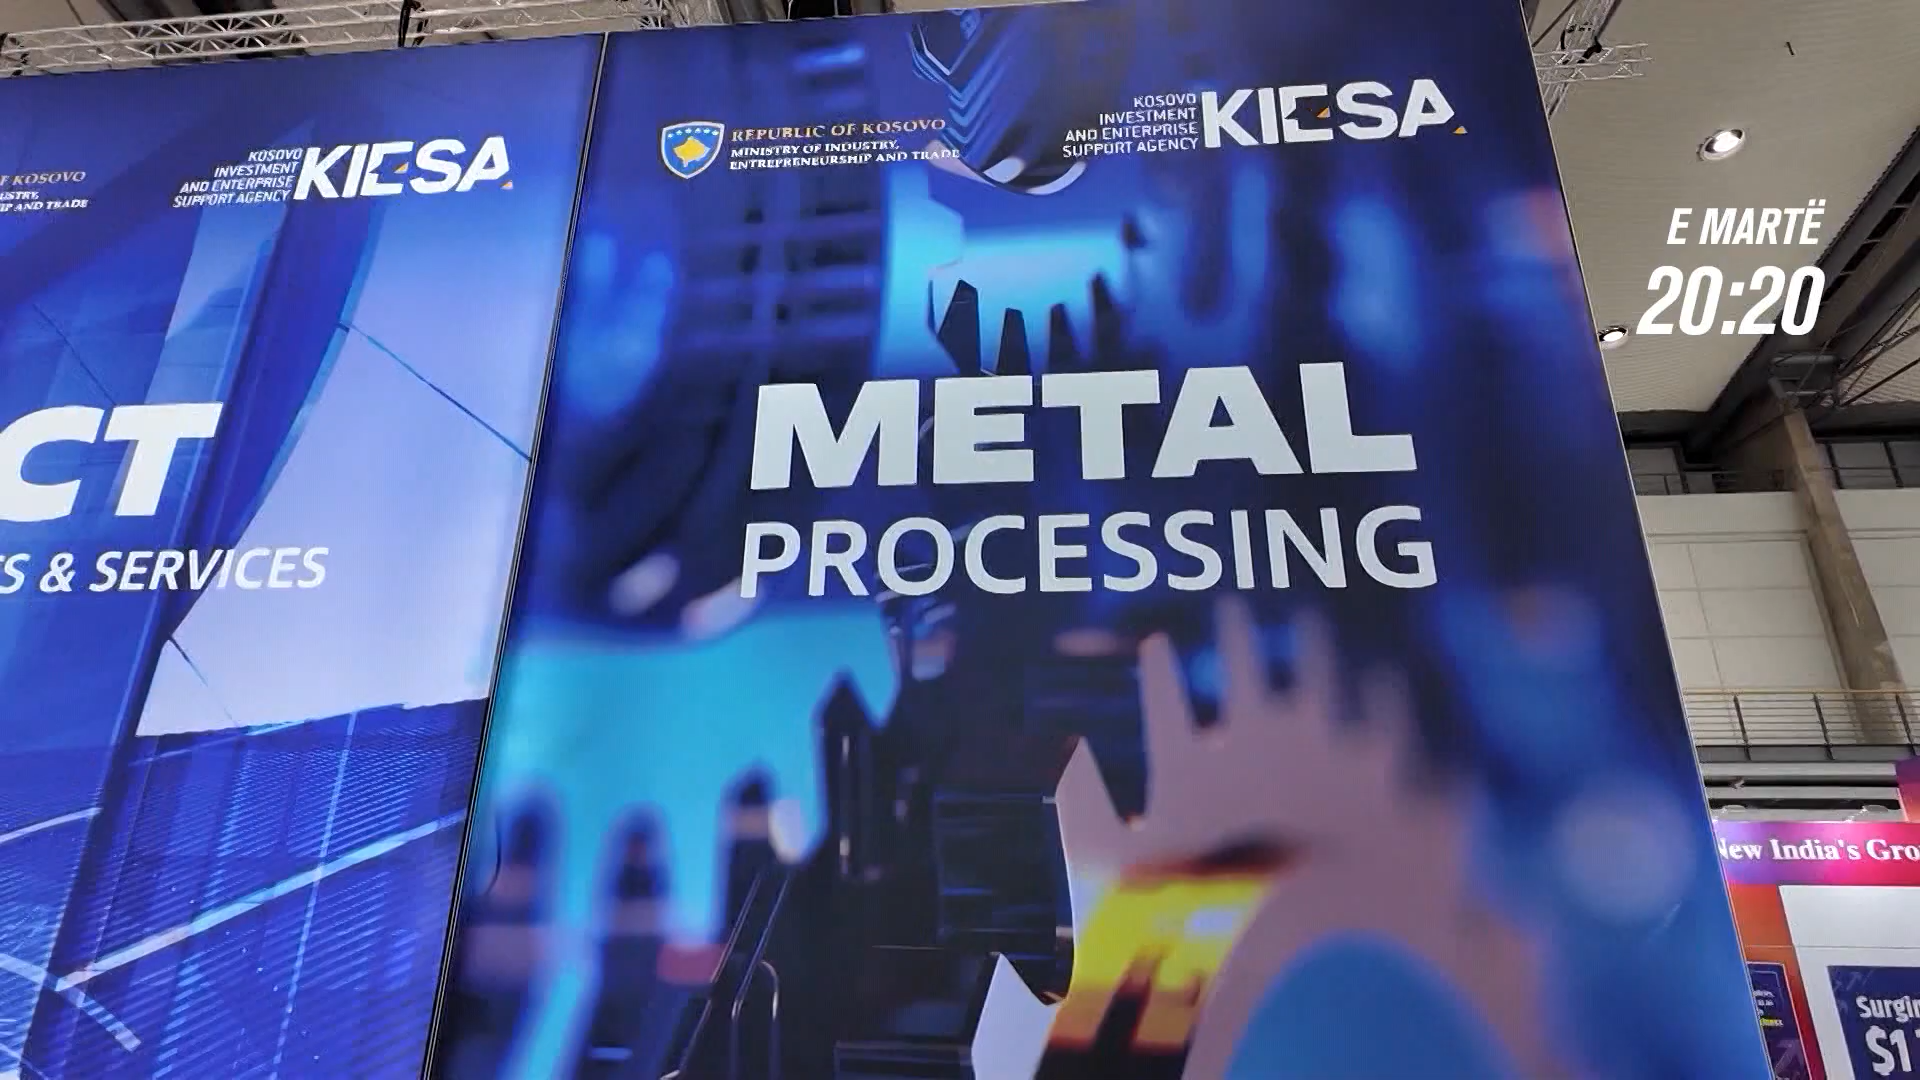 F KOSOVO
USTRY,
IP AND TRADE
KOSOVO
INVESTMENT
AND ENTERPRISE
SUPPORT AGENCY
KIESA
CT
S & SERVICES
REPUBLIC OF KOSOVO
MINISTRY OF INDUSTRY,
ENTREPRENEURSHIP AND TRADE
KOSOVO
INVESTMENT
AND ENTERPRISE
SUPPORT AGENCY
KIESA
METAL
PROCESSING
E MARTË
20:20
New India's Gro
Surgin
$1